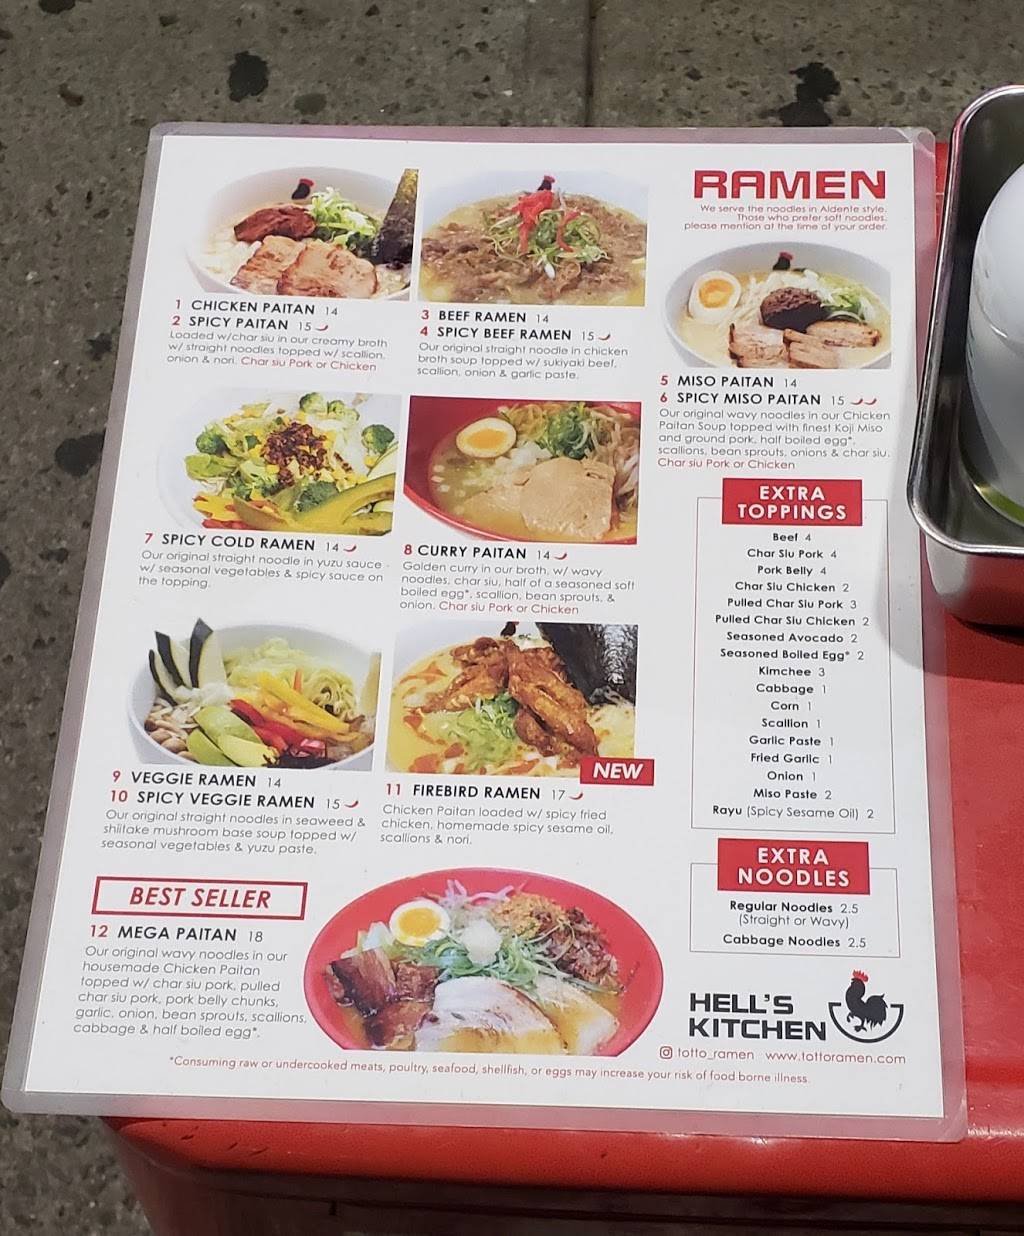 RAMEN
We serve the noodles in Aldente style.
Those who prefer soft noodles.
please mention at the time of your order.
1 CHICKEN PAITAN 14
2 SPICY PAITAN 15
Loaded w/char siu in our creamy broth
w/ straight noodles topped w/ scallion,
onion & nori. Char siu Pork or Chicken
3 BEEF RAMEN 14
4 SPICY BEEF RAMEN 15
Our original straight noodle in chicken
broth soup topped w/ sukiyaki beef,
scallion, onion & garlic paste.
5 MISO PAITAN 14
6 SPICY MISO PAITAN 15
Our original wavy noodles in our Chicken
Paitan Soup topped with finest Koji Miso
and ground pork, half boiled egg*,
scallions, bean sprouts, onions & char siu.
Char siu Pork or Chicken
7 SPICY COLD RAMEN 14
Our original straight noodle in yuzu sauce
w/ seasonal vegetables & spicy sauce on
the topping.
8 CURRY PAITAN 14
Golden curry in our broth, w/ wavy
noodles, char siu, half of a seasoned soft
boiled egg*, scallion, bean sprouts, &
onion. Char siu Pork or Chicken
9 VEGGIE RAMEN 14
10 SPICY VEGGIE RAMEN 15
Our original straight noodles in seaweed &
shiitake mushroom base soup topped w/
seasonal vegetables & yuzu paste.
NEW
11 FIREBIRD RAMEN 17
Chicken Paitan loaded w/ spicy fried
chicken, homemade spicy sesame oil,
scallions & nori.
BEST SELLER
12 MEGA PAITAN 18
Our original wavy noodles in our
housemade Chicken Paitan
topped w/ char siu pork, pulled
char siu pork, pork belly chunks,
garlic, onion, bean sprouts, scallions,
cabbage & half boiled egg*.
EXTRA
TOPPINGS
Beef 4
Char Siu Pork 4
Pork Belly 4
Char Siu Chicken 2
Pulled Char Siu Pork 3
Pulled Char Siu Chicken 2
Seasoned Avocado 2
Seasoned Boiled Egg* 2
Kimchee 3
Cabbage 1
Corn 1
Scallion 1
Garlic Paste 1
Fried Garlic 1
Onion 1
Miso Paste 2
Rayu (Spicy Sesame Oil) 2
EXTRA
NOODLES
Regular Noodles 2.5
(Straight or Wavy)
Cabbage Noodles 2.5
HELL'S
KITCHEN
totto_ramen www.tottoramen.com
*Consuming raw or undercooked meats, poultry, seafood, shellfish, or eggs may increase your risk of food borne illness.